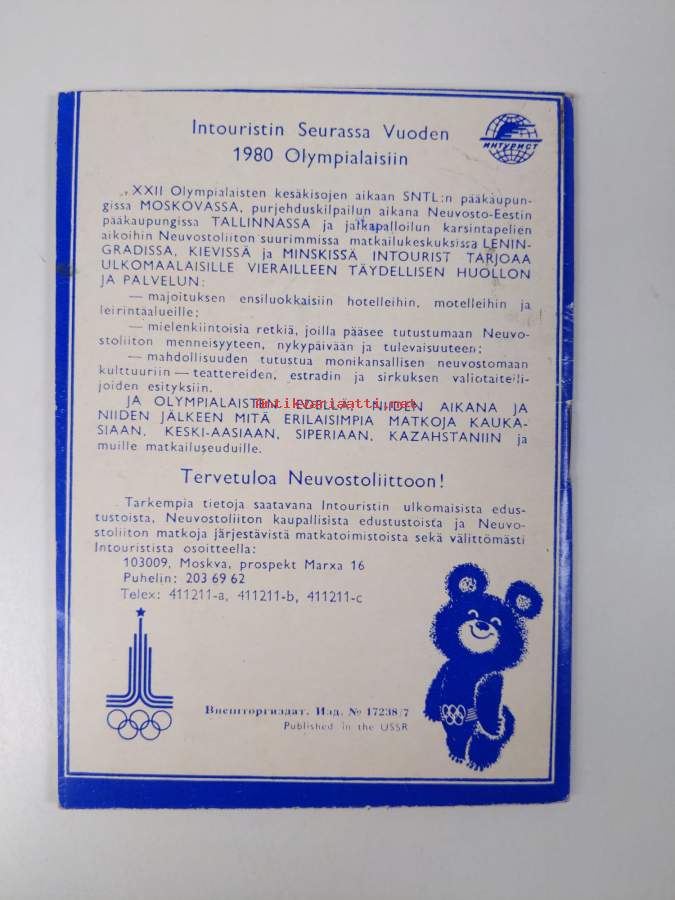 Intouristin Seurassa Vuoden
1980 Olympialaisiin
ИНТУРИСТ
XXII Olympialaisten kesäkisojen aikaan SNTL:n pääkaupun-
gissa MOSKOVASSA, purjehduskilpailun aikana Neuvosto-Eestin
pääkaupungissa TALLINNASSA ja jalkapalloilun karsintapelien
aikoihin Neuvostoliiton suurimmissa matkailukeskuksissa LENIN-
GRADISSA, KIEVISSÄ ja MINSKISSÄ INTOURIST TARJOAA
ULKOMAALAISILLE VIERAILLEEN TÄYDELLISEN HUOLLON
JA PALVELUN:
— majoituksen ensiluokkaisiin hotelleihin, motelleihin ja
leirintäalueille;
— mielenkiintoisia retkiä, joilla pääsee tutustumaan Neuvo-
stoliiton menneisyyteen, nykypäivään ja tulevaisuuteen;
— mahdollisuuden tutustua monikansallisen neuvostomaan
kulttuuriin — teattereiden, estradin ja sirkuksen valiotaiteili-
joiden esityksiin.
JA OLYMPIALAISTEN EDELLÄ, NIIDEN AIKANA JA
NIIDEN JÄLKEEN MITÄ ERILAISIMPIA MATKOJA KAUKA-
SIAAN, KESKI-AASIAAN, SIPERIAAN, KAZAHSTANIIN ja
muille matkailuseuduille.
Antikvariaatti.net
Tervetuloa Neuvostoliittoon!
Tarkempia tietoja saatavana Intouristin ulkomaisista edus-
tustoista, Neuvostoliiton kaupallisista edustustoista ja Neuvo-
stoliiton matkoja järjestävistä matkatoimistoista sekä välittömästi
Intouristista osoitteella:
103009, Moskva, prospekt Marxa 16
Puhelin: 203 69 62
Telex: 411211-a, 411211-b, 411211-c
Внешторгиздат. Изд. № 17238/7
Published in the USSR